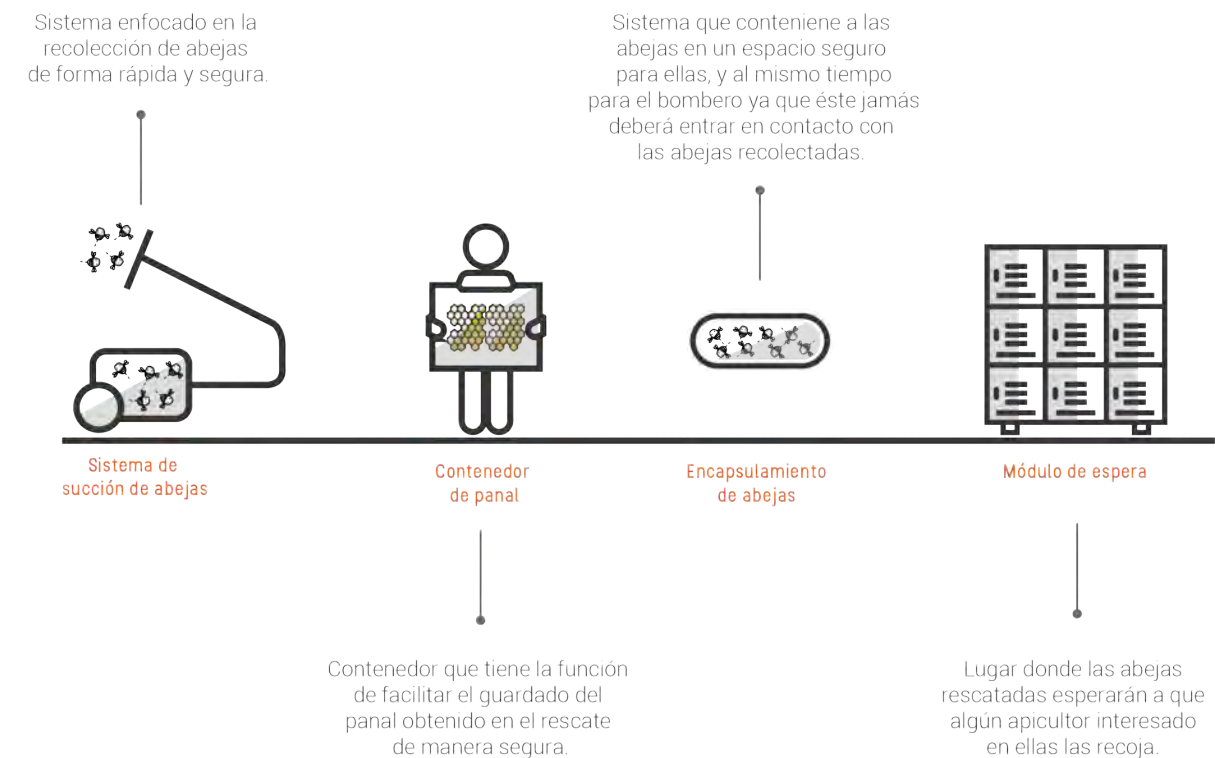 Sistema enfocado en la
recolección de abejas
de forma rápida y segura.
Sistema que conteniene a las
abejas en un espacio seguro
para ellas, y al mismo tiempo
para el bombero ya que éste jamás
deberá entrar en contacto con
las abejas recolectadas.
Sistema de
succión de abejas
Contenedor
de panal
Encapsulamiento
de abejas
Módulo de espera
Contenedor que tiene la función
de facilitar el guardado del
panal obtenido en el rescate
de manera segura.
Lugar donde las abejas
rescatadas esperarán a que
algún apicultor interesado
en ellas las recoja.